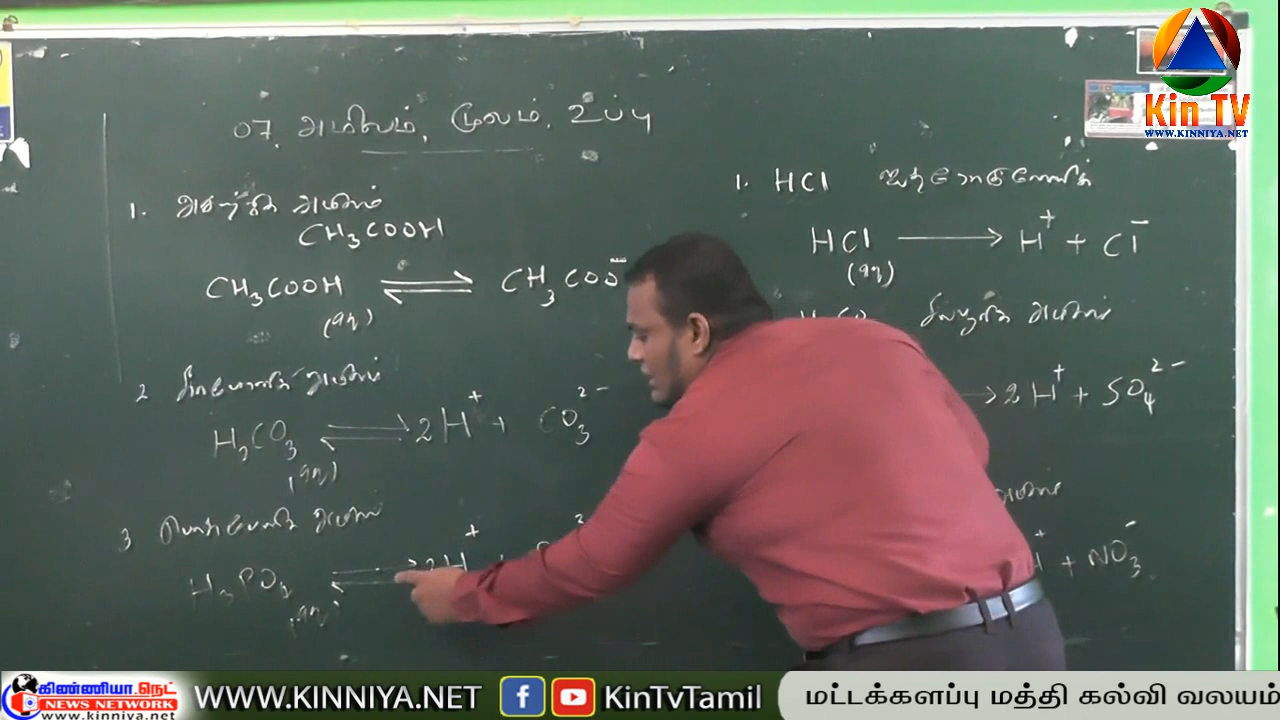 07. அமிலம், மூலம், உப்பு
1. அசற்றிக் அமிலம்
CH₃COOH
CH₃COOH (aq) ⇌ CH₃COO⁻
2 காபோனிக் அமிலம்
H₂CO₃ (aq) ⇌ 2H⁺ + CO₃²⁻
3 பொசுபோரிக் அமிலம்
H₃PO₃ (aq) ⇌ 2H⁺
1. HCl ஐதரோகுளோரிக்
HCl (aq) ⟶ H⁺ + Cl⁻
சல்பூரிக் அமிலம்
⟶ 2H⁺ + SO₄²⁻
அமிலம்
H⁺ + NO₃⁻
Kin TV
WWW.KINNIYA.NET
கிண்ணியா.நெட்
NEWS NETWORK
www.kinniya.net
WWW.KINNIYA.NET KinTvTamil மட்டக்களப்பு மத்தி கல்வி வலயம்